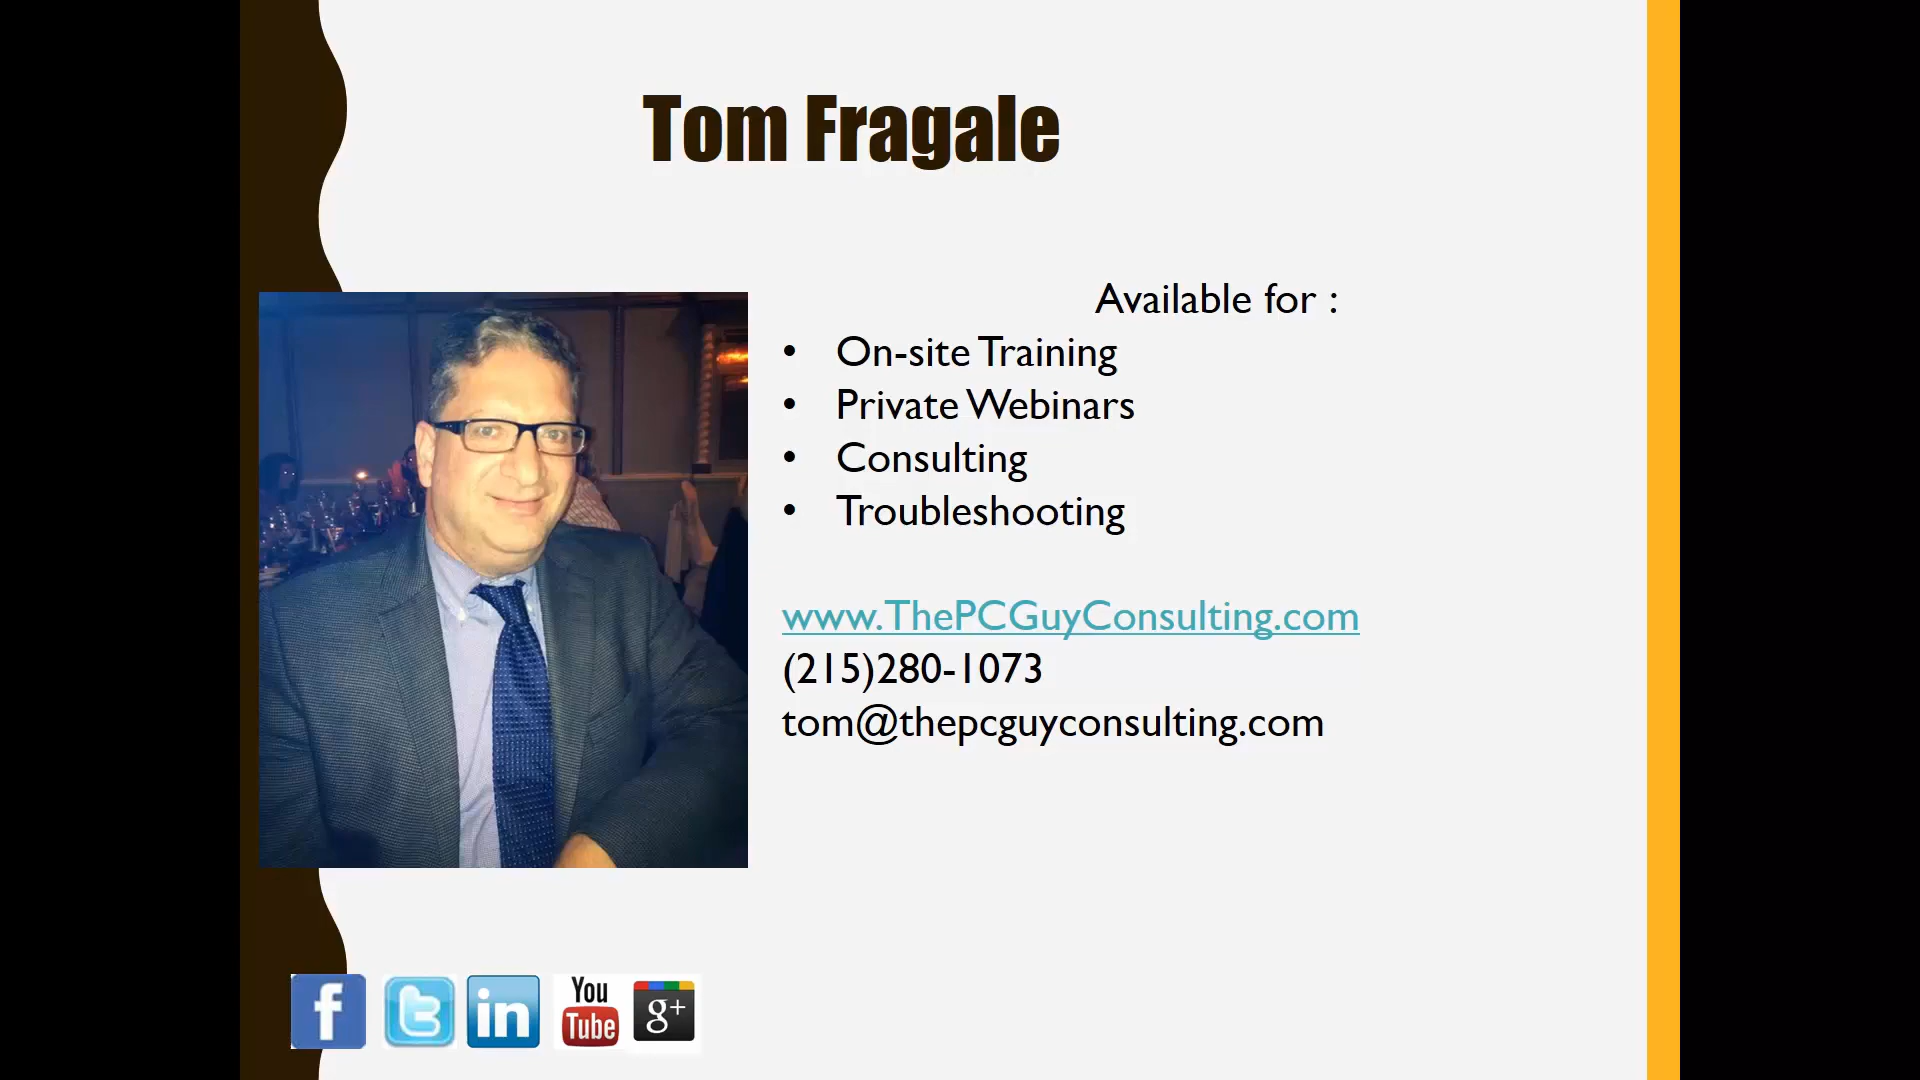 Tom Fragale
Available for :
• On-site Training
• Private Webinars
• Consulting
• Troubleshooting
www.ThePCGuyConsulting.com
(215)280-1073
tom@thepcguyconsulting.com
f
t
in
You
Tube
g+